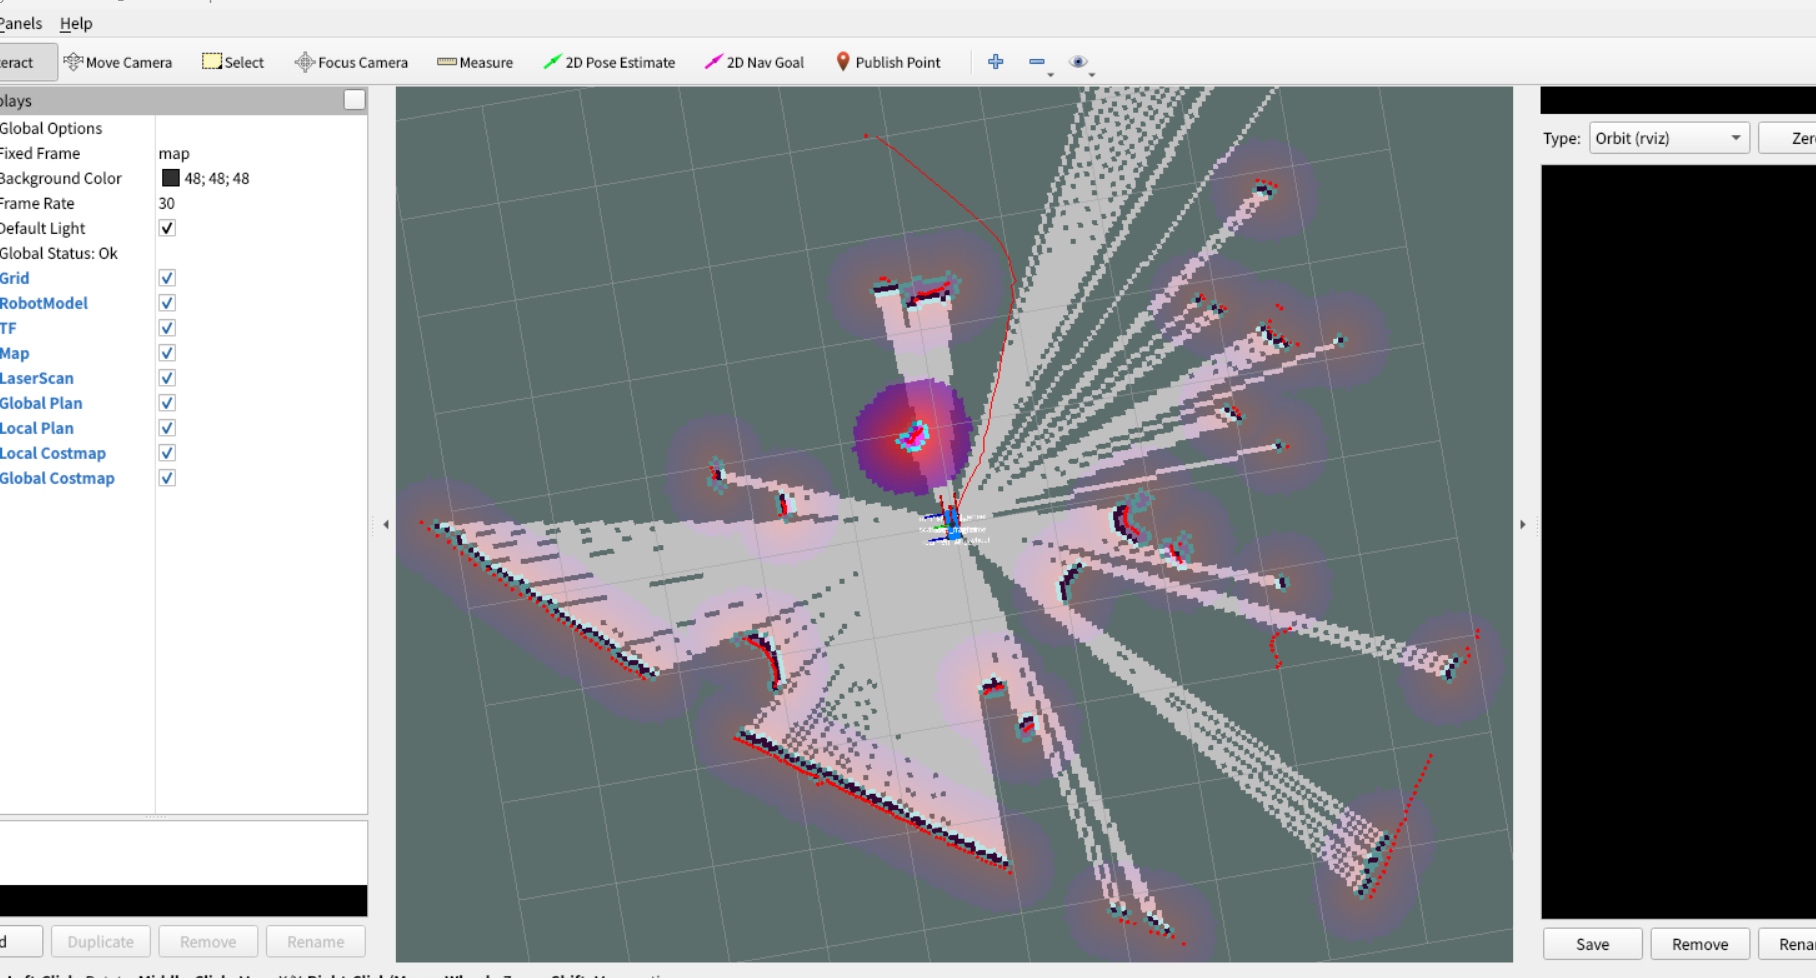 Panels Help
eract Move Camera Select Focus Camera Measure 2D Pose Estimate 2D Nav Goal Publish Point
plays
Global Options
Fixed Frame map
Background Color 48; 48; 48
Frame Rate 30
Default Light
Global Status: Ok
Grid
RobotModel
TF
Map
LaserScan
Global Plan
Local Plan
Local Costmap
Global Costmap
d Duplicate Remove Rename
Type: Orbit (rviz) Zer
Save Remove Rena